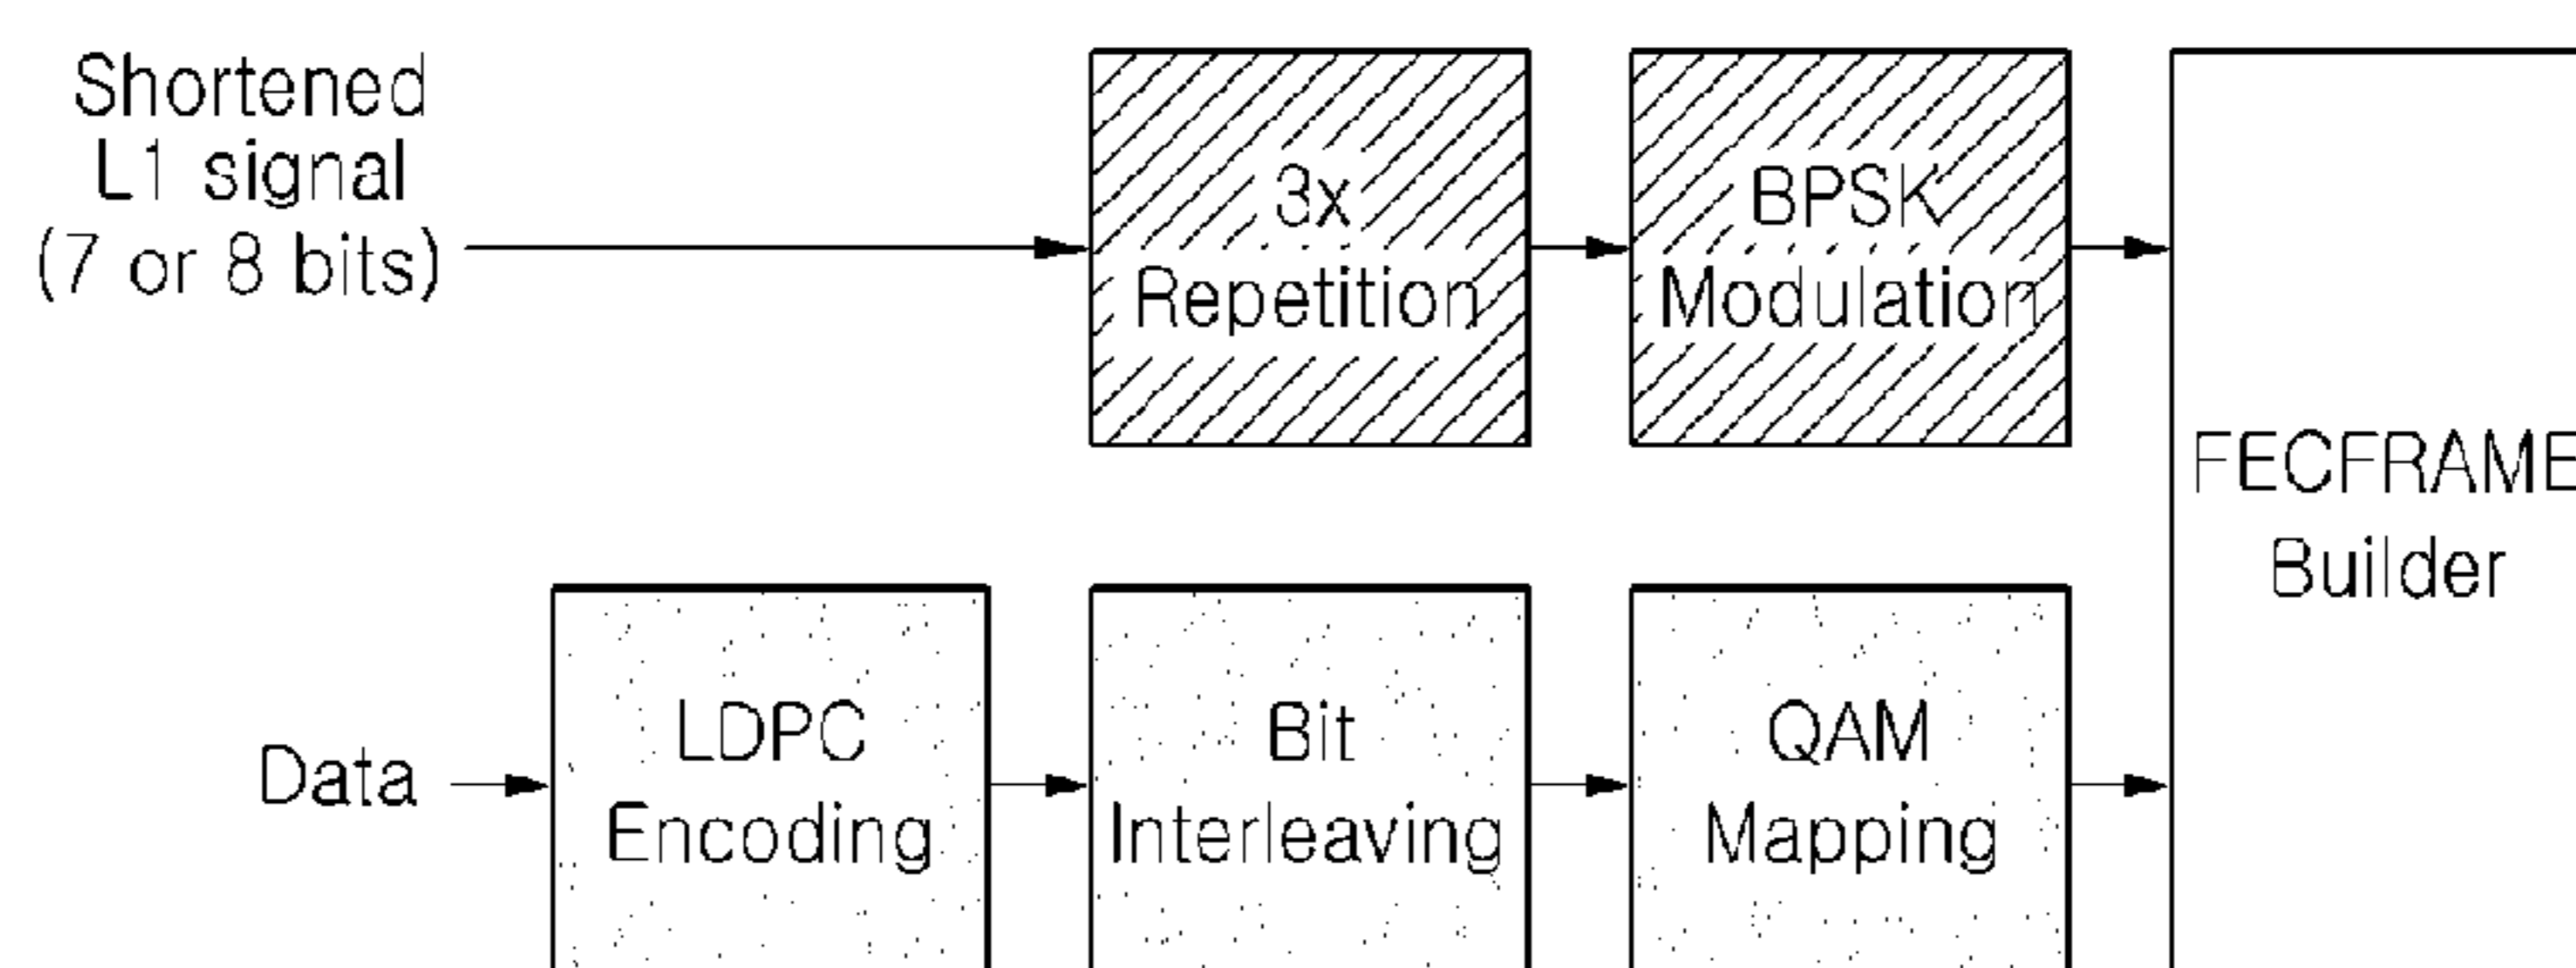 Shortened
L1 signal
(7 or 8 bits)
3x
Repetition
BPSK
Modulation
FECFRAME
Builder
Data
LDPC
Encoding
Bit
Interleaving
QAM
Mapping